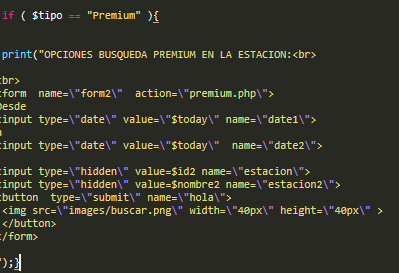 if ( $tipo == "Premium" ){
print("OPCIONES BUSQUEDA PREMIUM EN LA ESTACION:<br>
<br>
<form name=\"form2\" action=\"premium.php\">
Desde
<input type=\"date\" value=\"$today\" name=\"date1\">
a
<input type=\"date\" value=\"$today\" name=\"date2\">
<input type=\"hidden\" value=$id2 name=\"estacion\">
<input type=\"hidden\" value=$nombre2 name=\"estacion2\">
<button type=\"submit\" name=\"hola\">
<img src=\"images/buscar.png\" width=\"40px\" height=\"40px\" >
</button>
</form>
");}